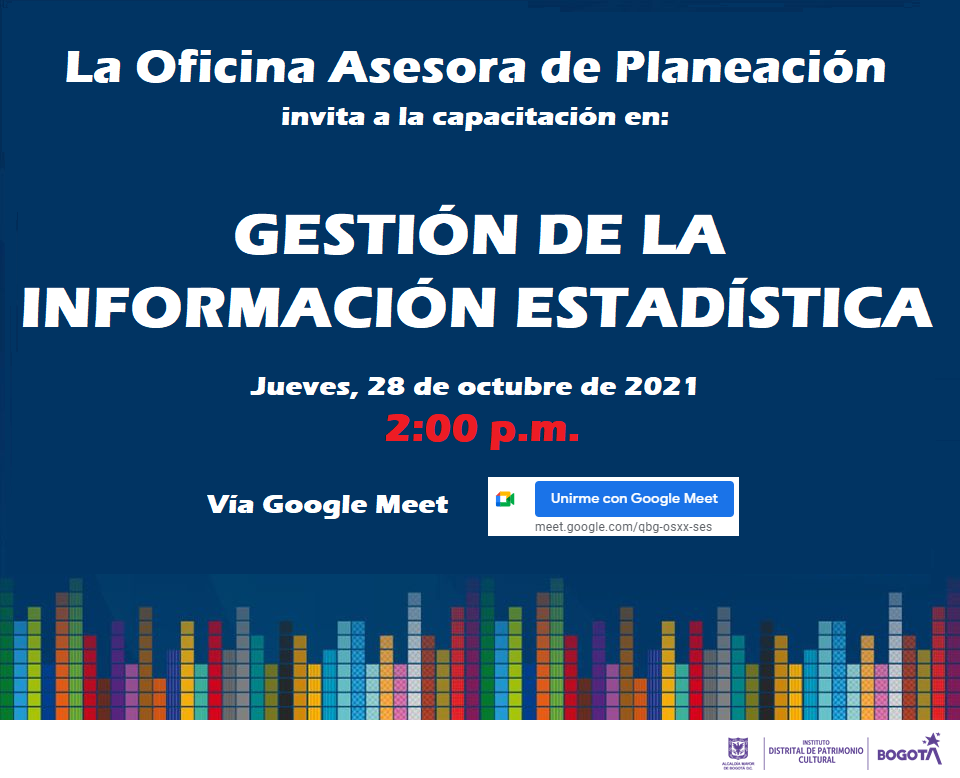 La Oficina Asesora de Planeación
invita a la capacitación en:
GESTIÓN DE LA
INFORMACIÓN ESTADÍSTICA
Jueves, 28 de octubre de 2021
2:00 p.m.
Vía Google Meet
Unirme con Google Meet
meet.google.com/qbg-osxx-ses
ALCALDÍA MAYOR
DE BOGOTÁ D.C.
INSTITUTO
DISTRITAL DE PATRIMONIO
CULTURAL
BOGOTÁ